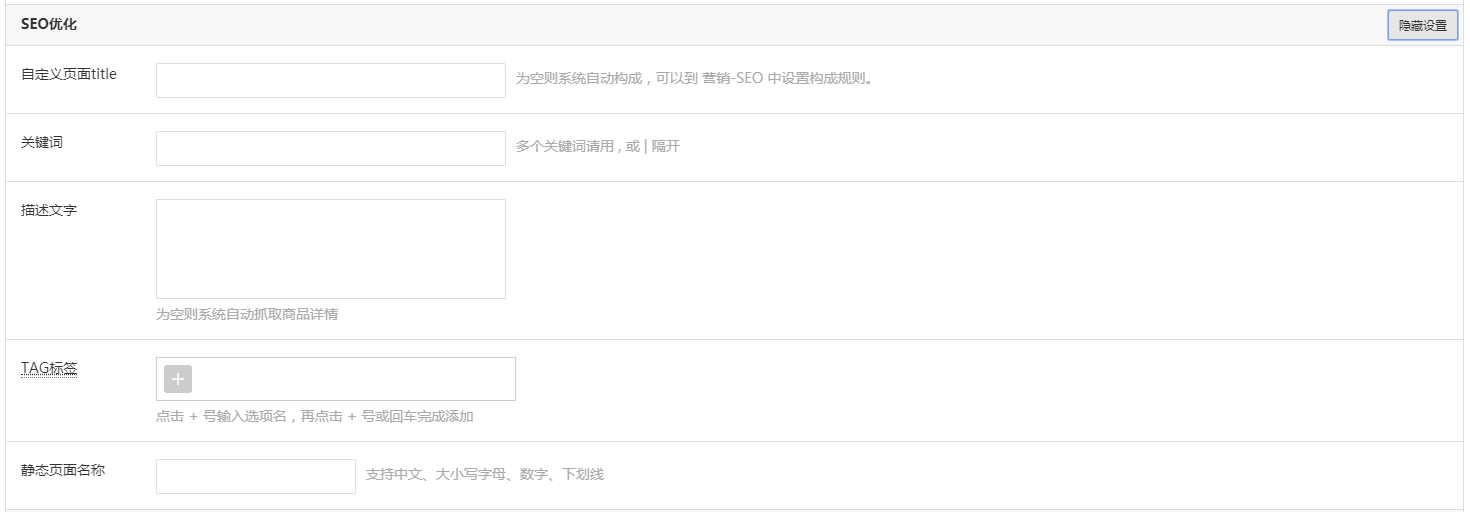 SEO优化
隐藏设置
自定义页面title
为空则系统自动构成，可以到 营销-SEO 中设置构成规则。
关键词
多个关键词请用 , 或 | 隔开
描述文字
为空则系统自动抓取商品详情
TAG标签
+
点击 + 号输入选项名，再点击 + 号或回车完成添加
静态页面名称
支持中文、大小写字母、数字、下划线